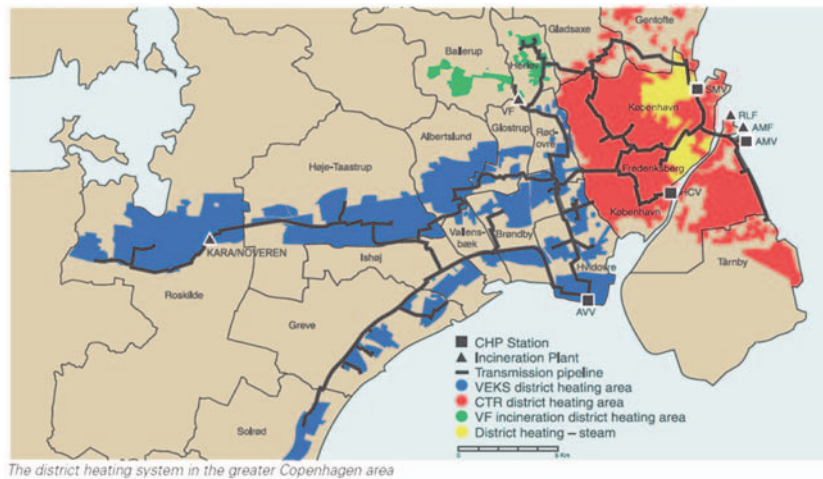 Gentofte
Gladsaxe
Ballerup
Herlev
SMV
København
VF
RLF
AMF
AMV
Glostrup
Rød-
ovre
Albertslund
Høje-Taastrup
Frederiksberg
HCV
København
Vallens-
bæk
Brøndby
KARA/NOVEREN
Ishøj
Hvidovre
Tårnby
Roskilde
AVV
Greve
Solrød
CHP Station
Incineration Plant
Transmission pipeline
VEKS district heating area
CTR district heating area
VF incineration district heating area
District heating – steam
The district heating system in the greater Copenhagen area